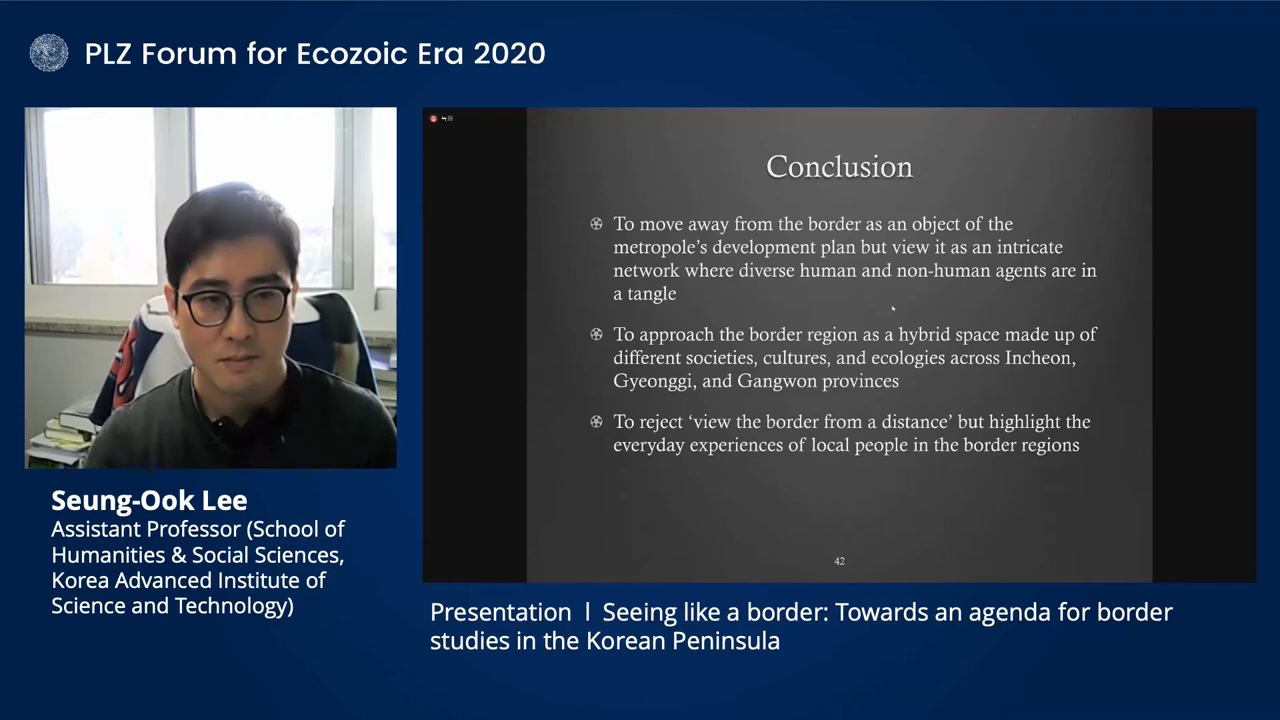 PLZ Forum for Ecozoic Era 2020
Conclusion
To move away from the border as an object of the
metropole's development plan but view it as an intricate
network where diverse human and non-human agents are in
a tangle
To approach the border region as a hybrid space made up of
different societies, cultures, and ecologies across Incheon,
Gyeonggi, and Gangwon provinces
To reject ‘view the border from a distance’ but highlight the
everyday experiences of local people in the border regions
42
Seung-Ook Lee
Assistant Professor (School of
Humanities & Social Sciences,
Korea Advanced Institute of
Science and Technology)
Presentation l Seeing like a border: Towards an agenda for border
studies in the Korean Peninsula